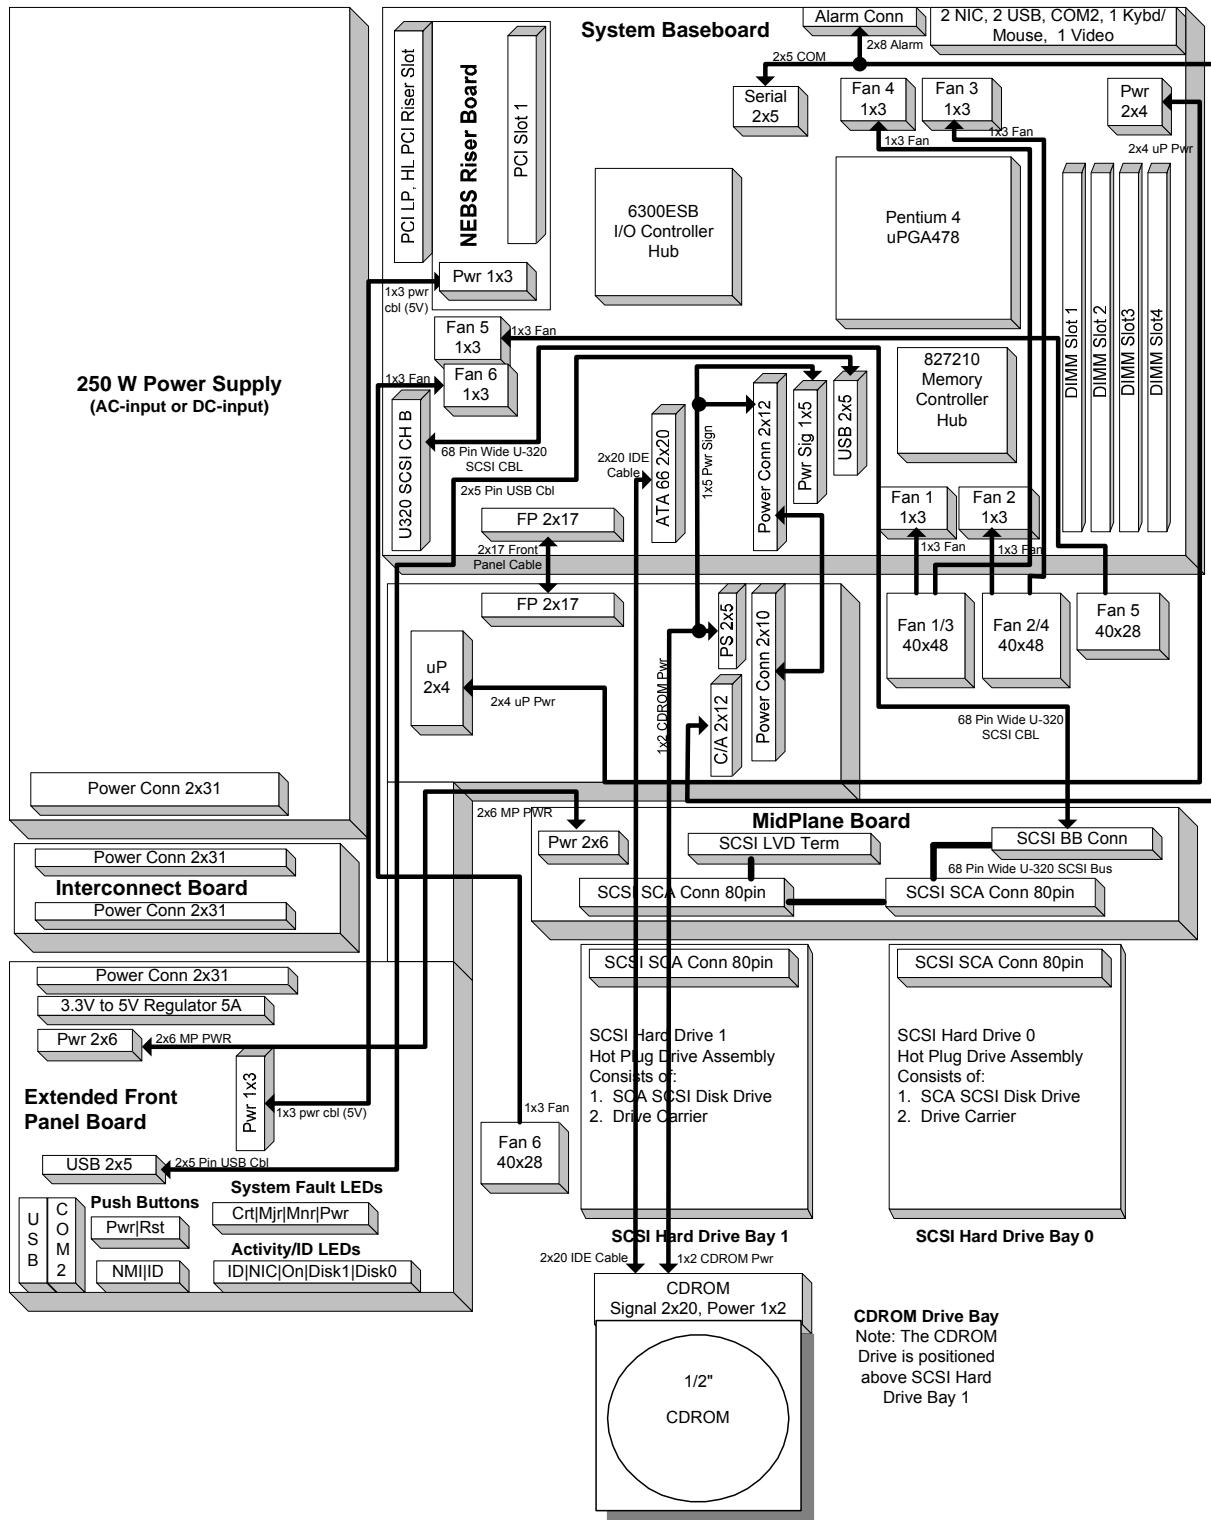 System Baseboard
Alarm Conn
2 NIC, 2 USB, COM2, 1 Kybd/
Mouse, 1 Video
2x8 Alarm
2x5 COM
Serial
2x5
Fan 4
1x3
Fan 3
1x3
Pwr
2x4
1x3 Fan
1x3 Fan
2x4 uP Pwr
PCI LP, HL PCI Riser Slot
NEBS Riser Board
PCI Slot 1
Pwr 1x3
1x3 pwr
cbl (5V)
6300ESB
I/O Controller
Hub
Pentium 4
uPGA478
DIMM Slot 1
DIMM Slot 2
DIMM Slot3
DIMM Slot4
Fan 5
1x3
1x3 Fan
Fan 6
1x3
1x3 Fan
827210
Memory
Controller
Hub
250 W Power Supply
(AC-input or DC-input)
U320 SCSI CH B
68 Pin Wide U-320
SCSI CBL
2x5 Pin USB Cbl
2x20 IDE
Cable
ATA 66 2x20
1x5 Pwr Sign
Power Conn 2x12
Pwr Sig 1x5
USB 2x5
Fan 1
1x3
Fan 2
1x3
1x3 Fan
1x3 Fan
FP 2x17
2x17 Front
Panel Cable
FP 2x17
uP
2x4
2x4 uP Pwr
PS 2x5
Power Conn 2x10
C/A 2x12
1x2 CDROM Pwr
Fan 1/3
40x48
Fan 2/4
40x48
Fan 5
40x28
68 Pin Wide U-320
SCSI CBL
Power Conn 2x31
2x6 MP PWR
MidPlane Board
Pwr 2x6
SCSI LVD Term
SCSI BB Conn
68 Pin Wide U-320 SCSI Bus
SCSI SCA Conn 80pin
SCSI SCA Conn 80pin
Power Conn 2x31
Interconnect Board
Power Conn 2x31
Power Conn 2x31
3.3V to 5V Regulator 5A
Pwr 2x6
2x6 MP PWR
Pwr 1x3
1x3 pwr cbl (5V)
Extended Front
Panel Board
USB 2x5
2x5 Pin USB Cbl
USB
COM2
Push Buttons
Pwr|Rst
NMI|ID
System Fault LEDs
Crt|Mjr|Mnr|Pwr
Activity/ID LEDs
ID|NIC|On|Disk1|Disk0
1x3 Fan
Fan 6
40x28
SCSI SCA Conn 80pin
SCSI Hard Drive 1
Hot Plug Drive Assembly
Consists of:
1. SCA SCSI Disk Drive
2. Drive Carrier
SCSI Hard Drive Bay 1
SCSI SCA Conn 80pin
SCSI Hard Drive 0
Hot Plug Drive Assembly
Consists of:
1. SCA SCSI Disk Drive
2. Drive Carrier
SCSI Hard Drive Bay 0
2x20 IDE Cable
1x2 CDROM Pwr
CDROM
Signal 2x20, Power 1x2
1/2"
CDROM
CDROM Drive Bay
Note: The CDROM
Drive is positioned
above SCSI Hard
Drive Bay 1